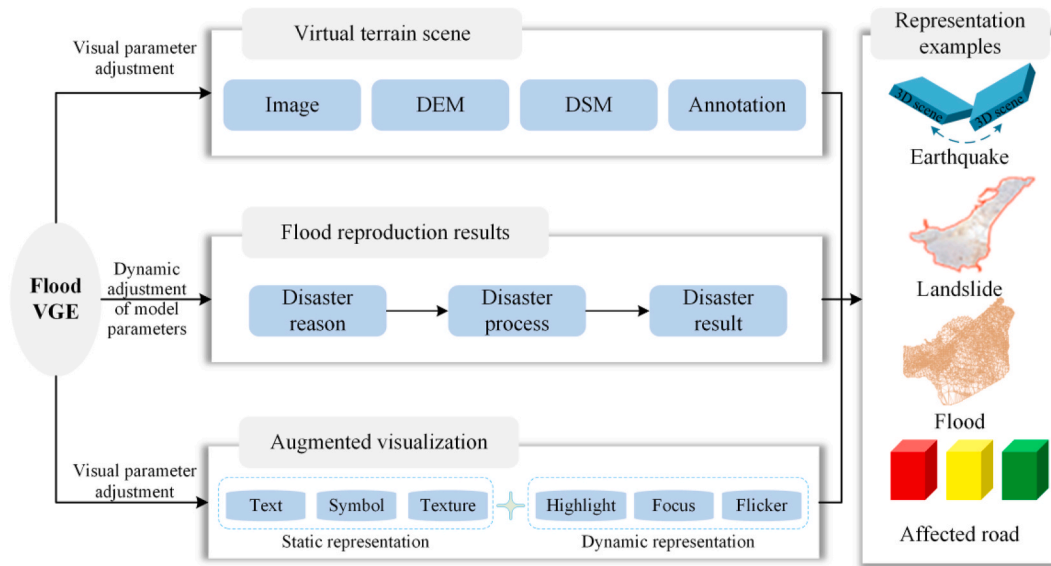 Visual parameter
adjustment
Virtual terrain scene
Image
DEM
DSM
Annotation
Flood
VGE
Dynamic
adjustment
of model
parameters
Flood reproduction results
Disaster
reason
Disaster
process
Disaster
result
Visual parameter
adjustment
Augmented visualization
Text
Symbol
Texture
Highlight
Focus
Flicker
Static representation
Dynamic representation
Representation
examples
3D scene
3D scene
Earthquake
Landslide
Flood
Affected road